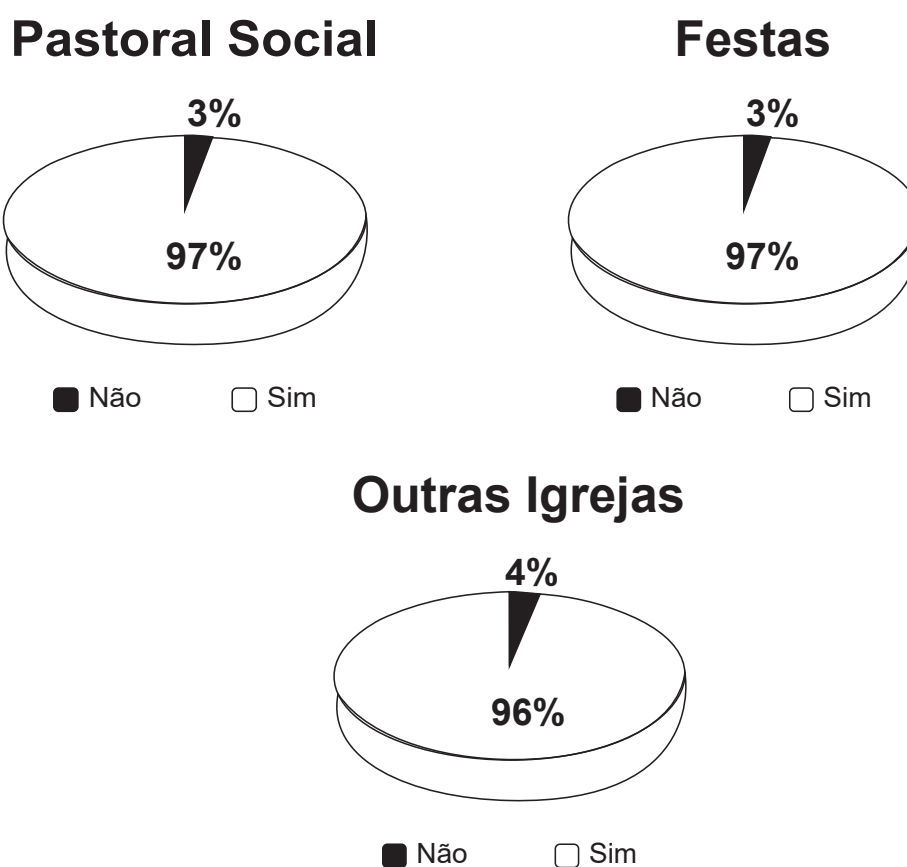 Pastoral Social
3%
97%
Não Sim
Festas
3%
97%
Não Sim
Outras Igrejas
4%
96%
Não Sim